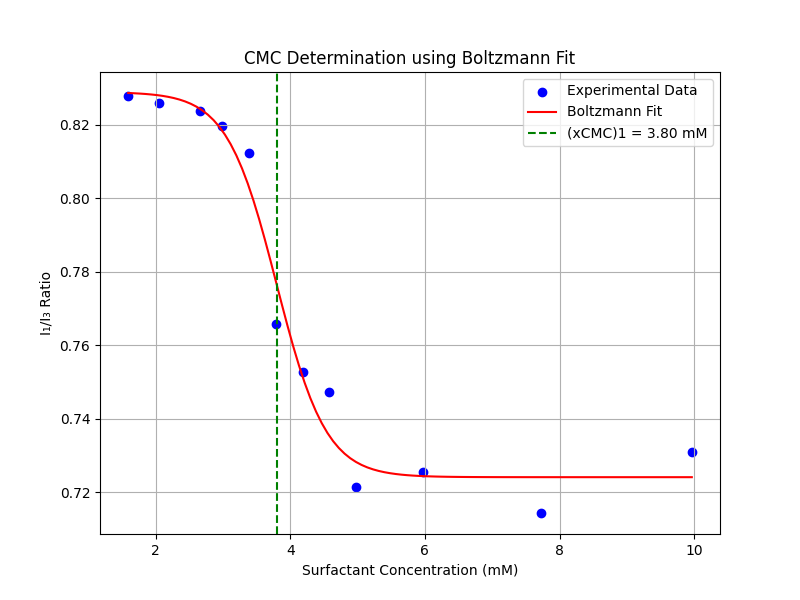 CMC Determination using Boltzmann Fit
Experimental Data
Boltzmann Fit
(xCMC)1 = 3.80 mM
0.82
0.80
0.78
0.76
0.74
0.72
I₁/I₃ Ratio
2
4
6
8
10
Surfactant Concentration (mM)